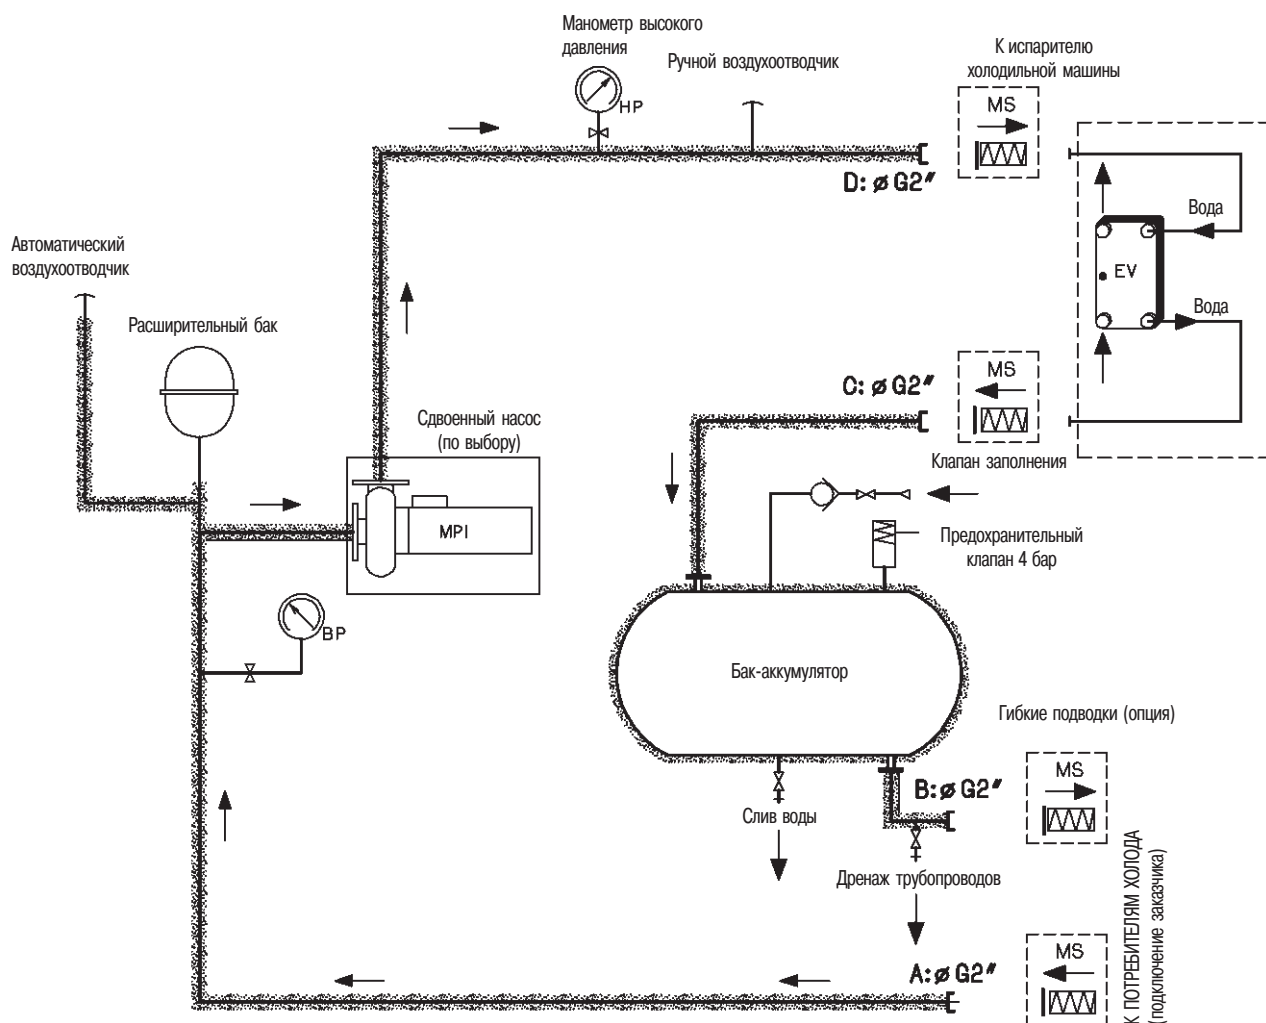 Манометр высокого
давления
HP
Ручной воздухоотводчик
К испарителю
холодильной машины
MS
D: ø G2"
Вода
EV
Вода
Автоматический
воздухоотводчик
Расширительный бак
Сдвоенный насос
(по выбору)
MPI
C: ø G2"
MS
Клапан заполнения
Предохранительный
клапан 4 бар
BP
Бак-аккумулятор
Гибкие подводки (опция)
MS
B: ø G2"
Слив воды
Дренаж трубопроводов
A: ø G2"
MS
К ПОТРЕБИТЕЛЯМ ХОЛОДА
(подключение заказчика)